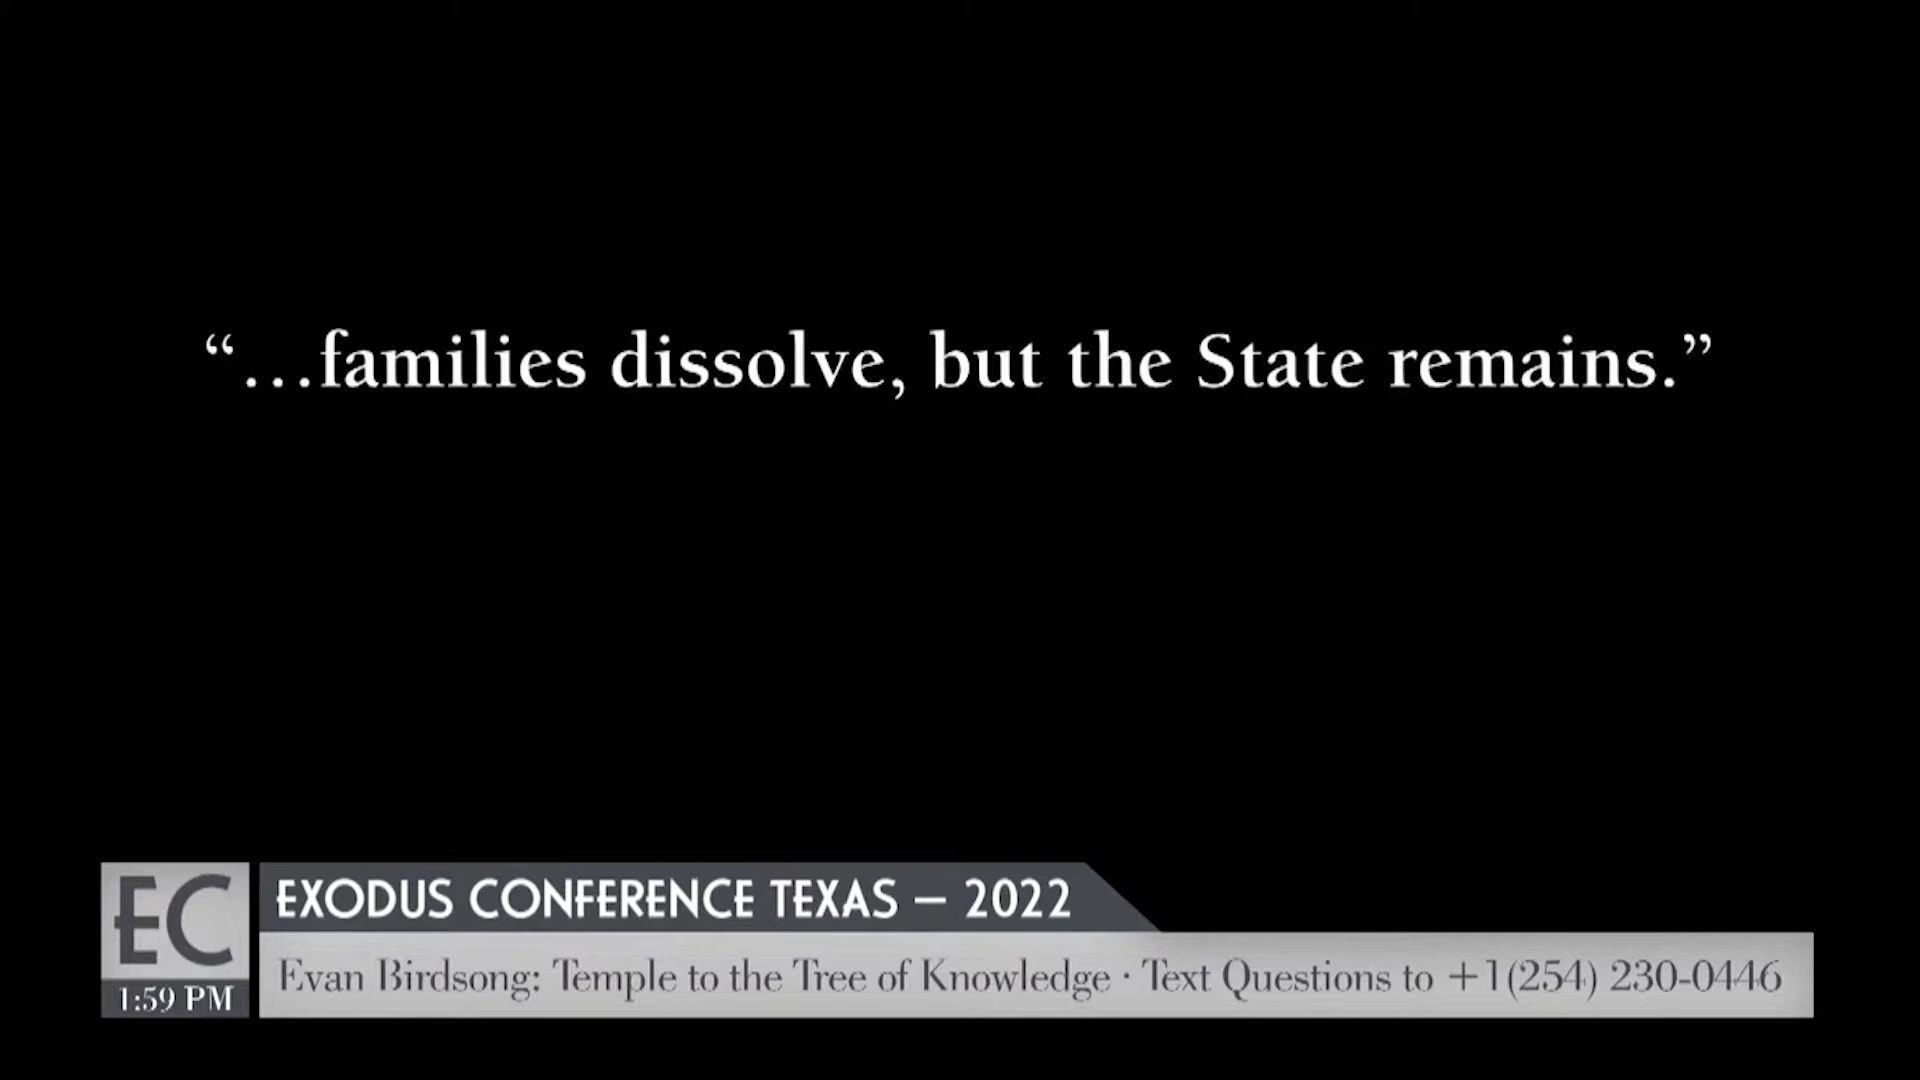 “…families dissolve, but the State remains.”
EC
EXODUS CONFERENCE TEXAS – 2022
Evan Birdsong: Temple to the Tree of Knowledge · Text Questions to +1(254) 230-0446
1:59 PM